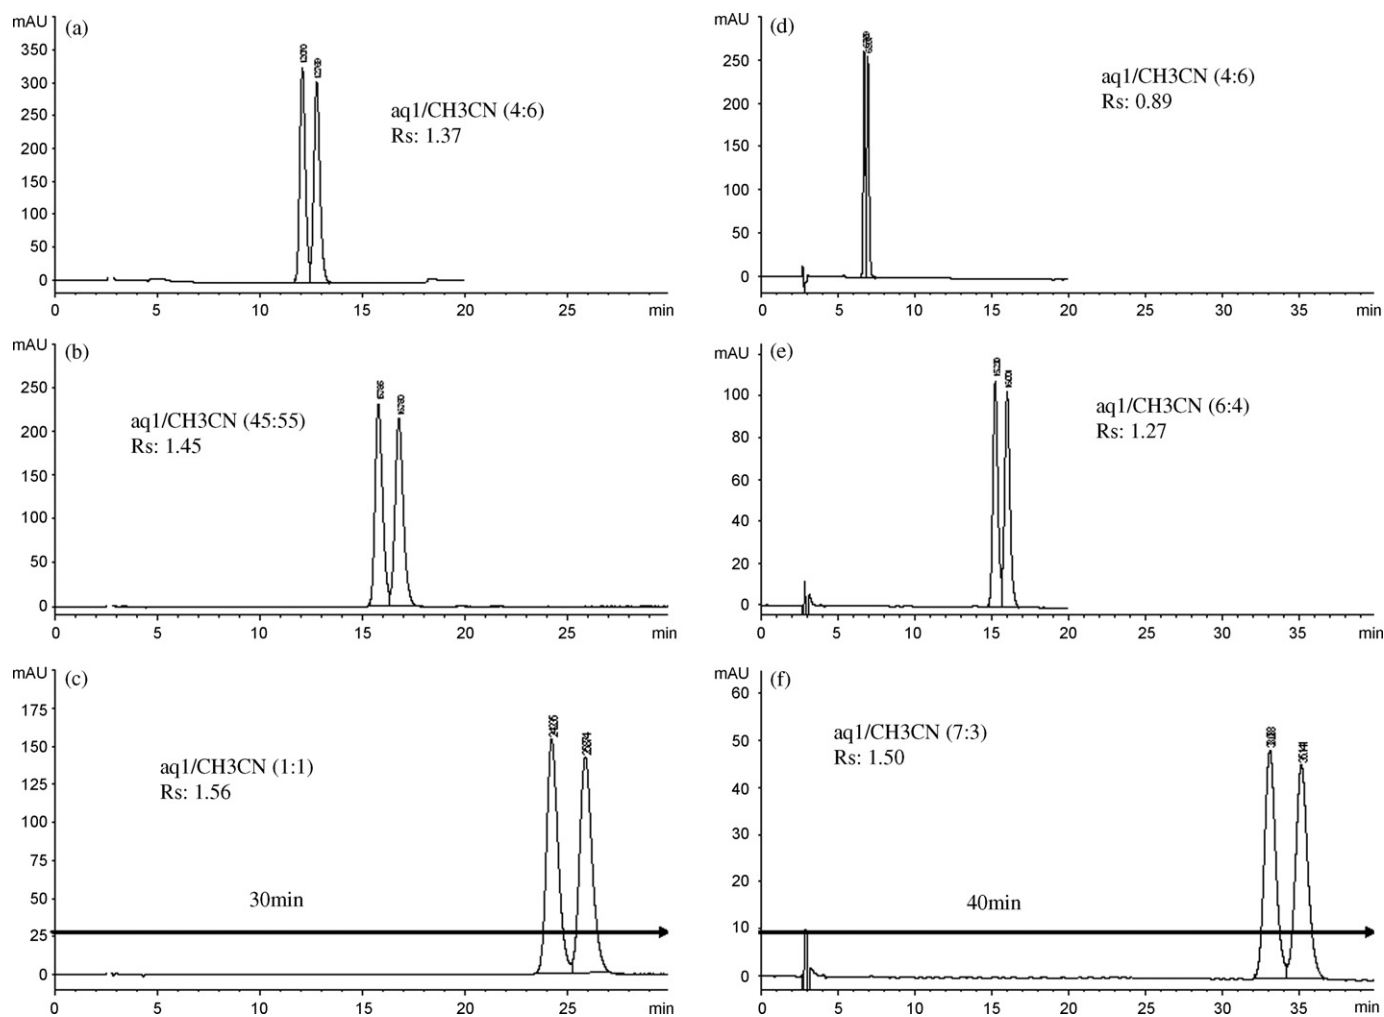 mAU
(a)
350
300
250
200
150
100
50
0
aq1/CH3CN (4:6)
Rs: 1.37
0 5 10 15 20 25 min
mAU
(b)
250
200
150
100
50
0
aq1/CH3CN (45:55)
Rs: 1.45
0 5 10 15 20 25 min
mAU
(c)
175
150
125
100
75
50
25
0
aq1/CH3CN (1:1)
Rs: 1.56
30min
0 5 10 15 20 25 min
mAU
(d)
250
200
150
100
50
0
aq1/CH3CN (4:6)
Rs: 0.89
0 5 10 15 20 25 30 35 min
mAU
(e)
100
80
60
40
20
0
aq1/CH3CN (6:4)
Rs: 1.27
0 5 10 15 20 25 30 35 min
mAU
(f)
60
50
40
30
20
10
0
aq1/CH3CN (7:3)
Rs: 1.50
40min
0 5 10 15 20 25 30 35 min